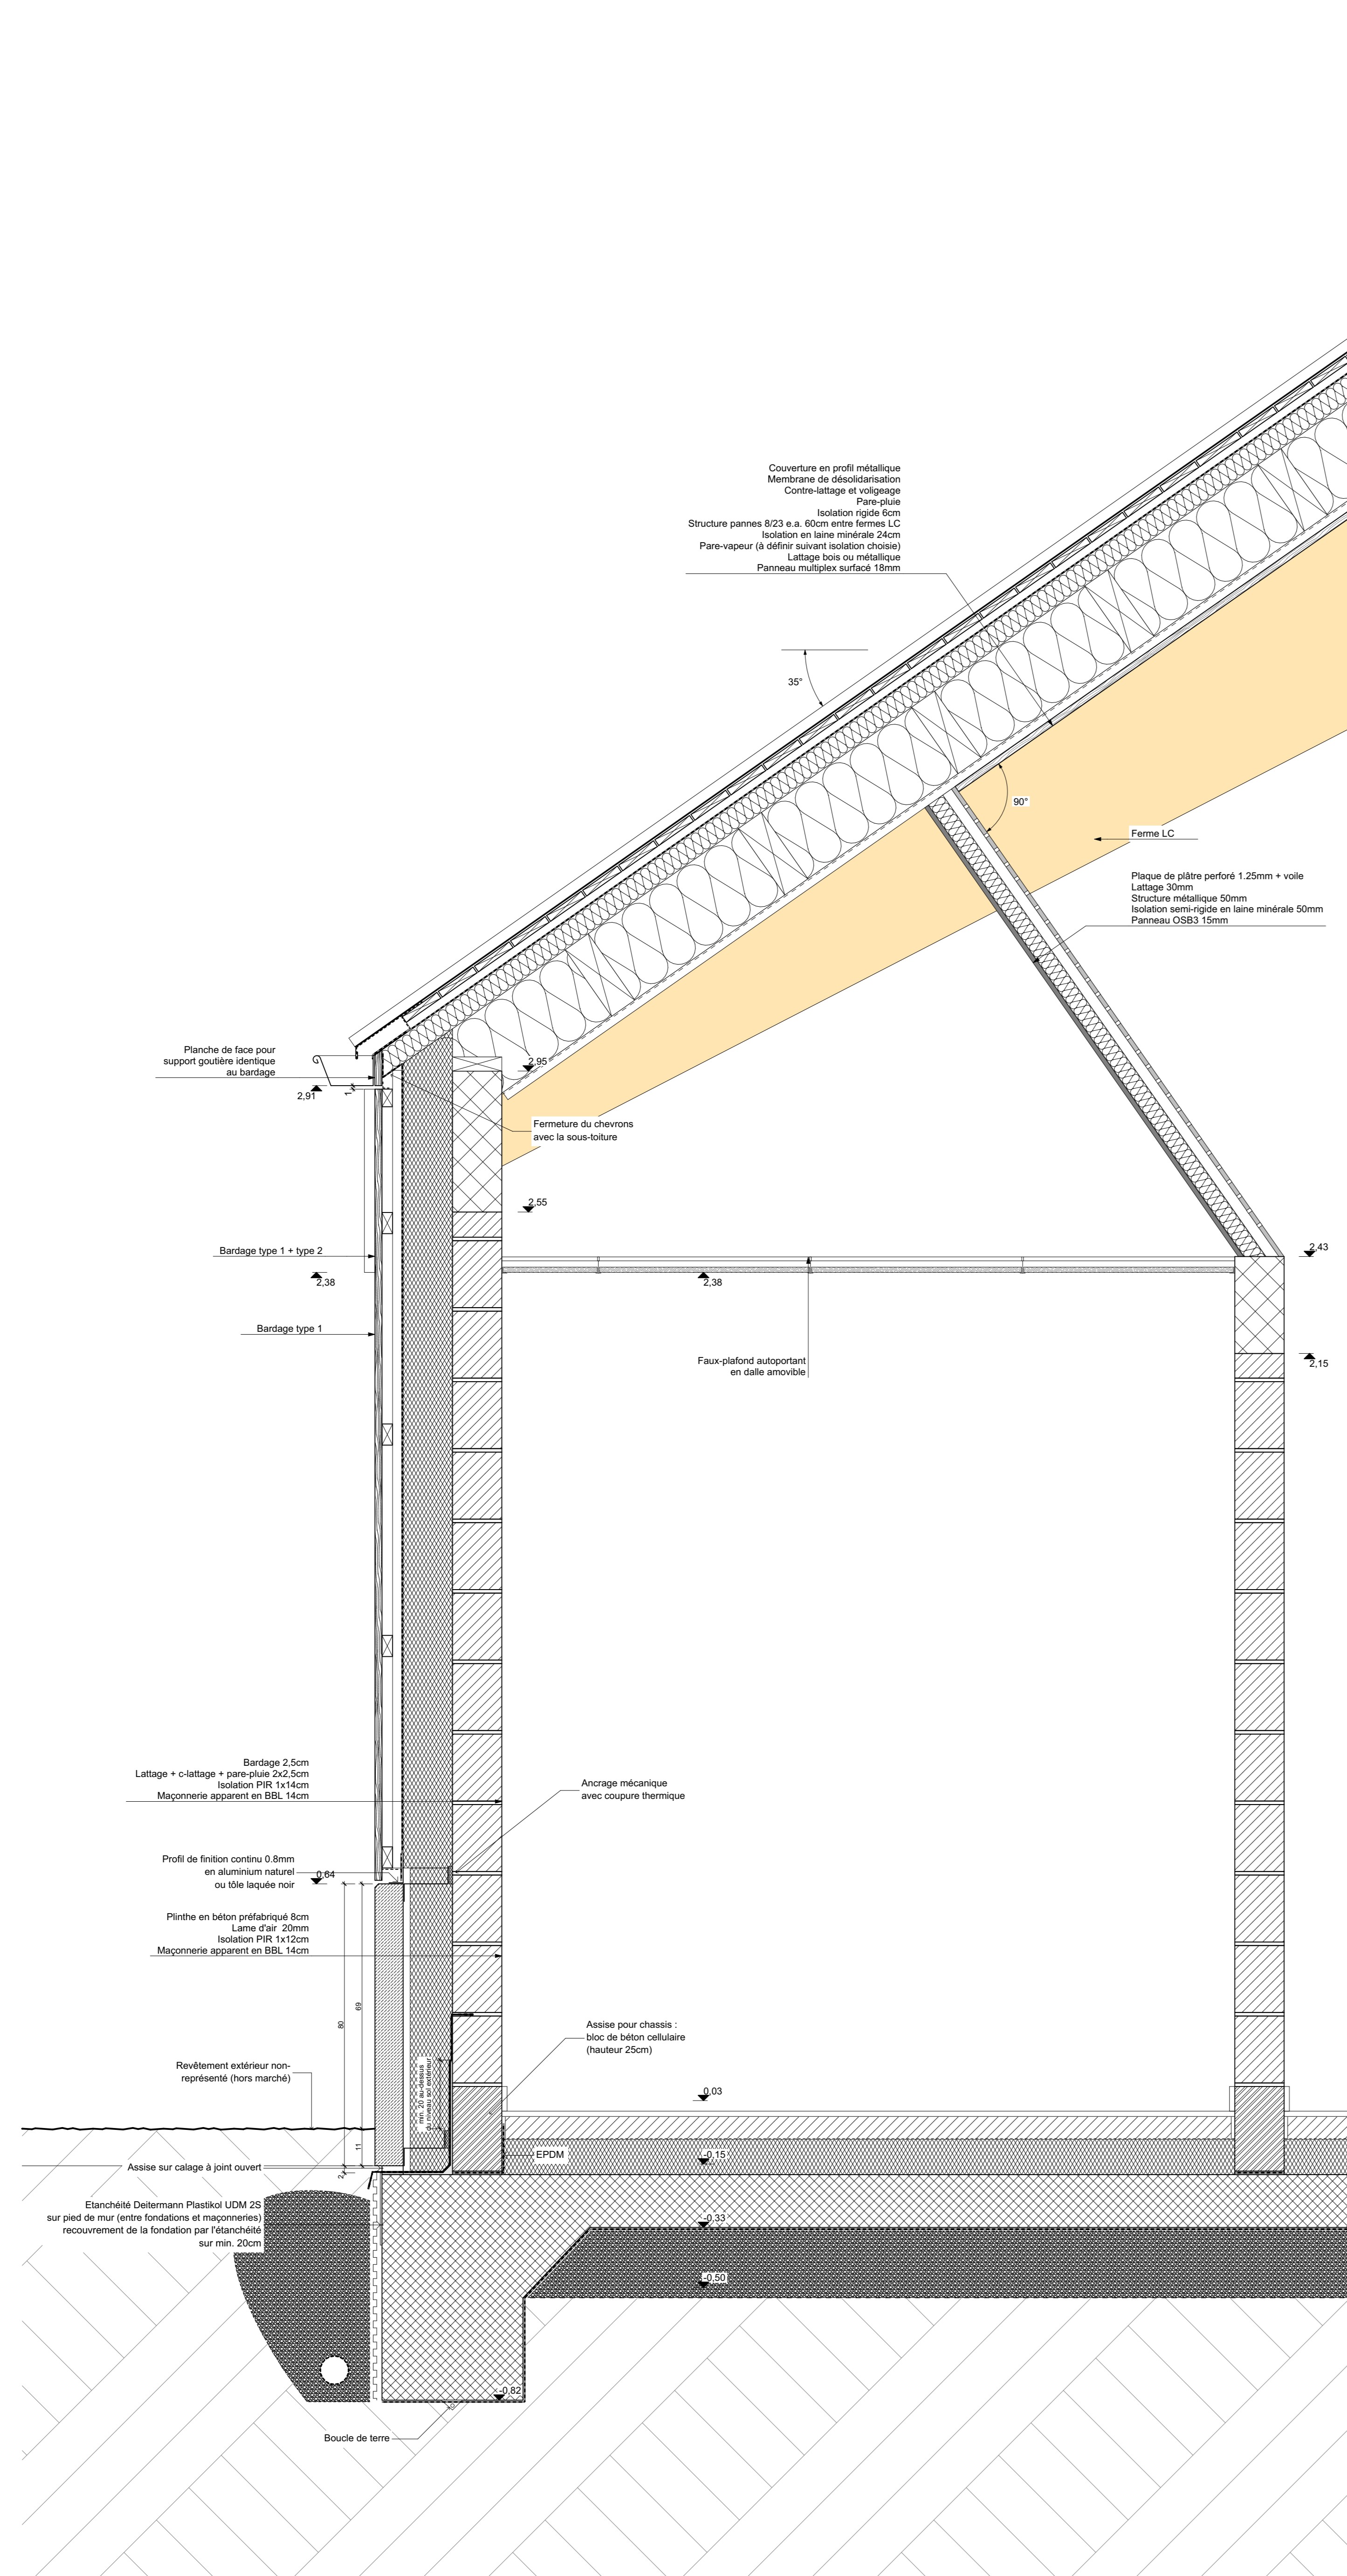 Couverture en profil métallique
Membrane de désolidarisation
Contre-lattage et voligeage
Pare-pluie
Isolation rigide 6cm
Structure pannes 8/23 e.a. 60cm entre fermes LC
Isolation en laine minérale 24cm
Pare-vapeur (à définir suivant isolation choisie)
Lattage bois ou métallique
Panneau multiplex surfacé 18mm
35°
90°
Ferme LC
Plaque de plâtre perforé 1.25mm + voile
Lattage 30mm
Structure métallique 50mm
Isolation semi-rigide en laine minérale 50mm
Panneau OSB3 15mm
Planche de face pour
support goutière identique
au bardage
2,95
2,91
1
Fermeture du chevrons
avec la sous-toiture
2,55
Bardage type 1 + type 2
2,43
2,38
2,38
Bardage type 1
Faux-plafond autoportant
en dalle amovible
2,15
Bardage 2,5cm
Lattage + c-lattage + pare-pluie 2x2,5cm
Isolation PIR 1x14cm
Maçonnerie apparent en BBL 14cm
Ancrage mécanique
avec coupure thermique
Profil de finition continu 0.8mm
en aluminium naturel
ou tôle laquée noir
0,64
Plinthe en béton préfabriqué 8cm
Lame d'air 20mm
Isolation PIR 1x12cm
Maçonnerie apparent en BBL 14cm
69
80
Assise pour chassis :
bloc de béton cellulaire
(hauteur 25cm)
Revêtement extérieur non-
représenté (hors marché)
min. 20 au-dessus
du niveau sol extérieur
0,03
11
EPDM
-0,15
Assise sur calage à joint ouvert
2
Etanchéité Deitermann Plastikol UDM 2S
sur pied de mur (entre fondations et maçonneries)
recouvrement de la fondation par l'étanchéité
sur min. 20cm
-0,33
-0,50
-0,82
Boucle de terre